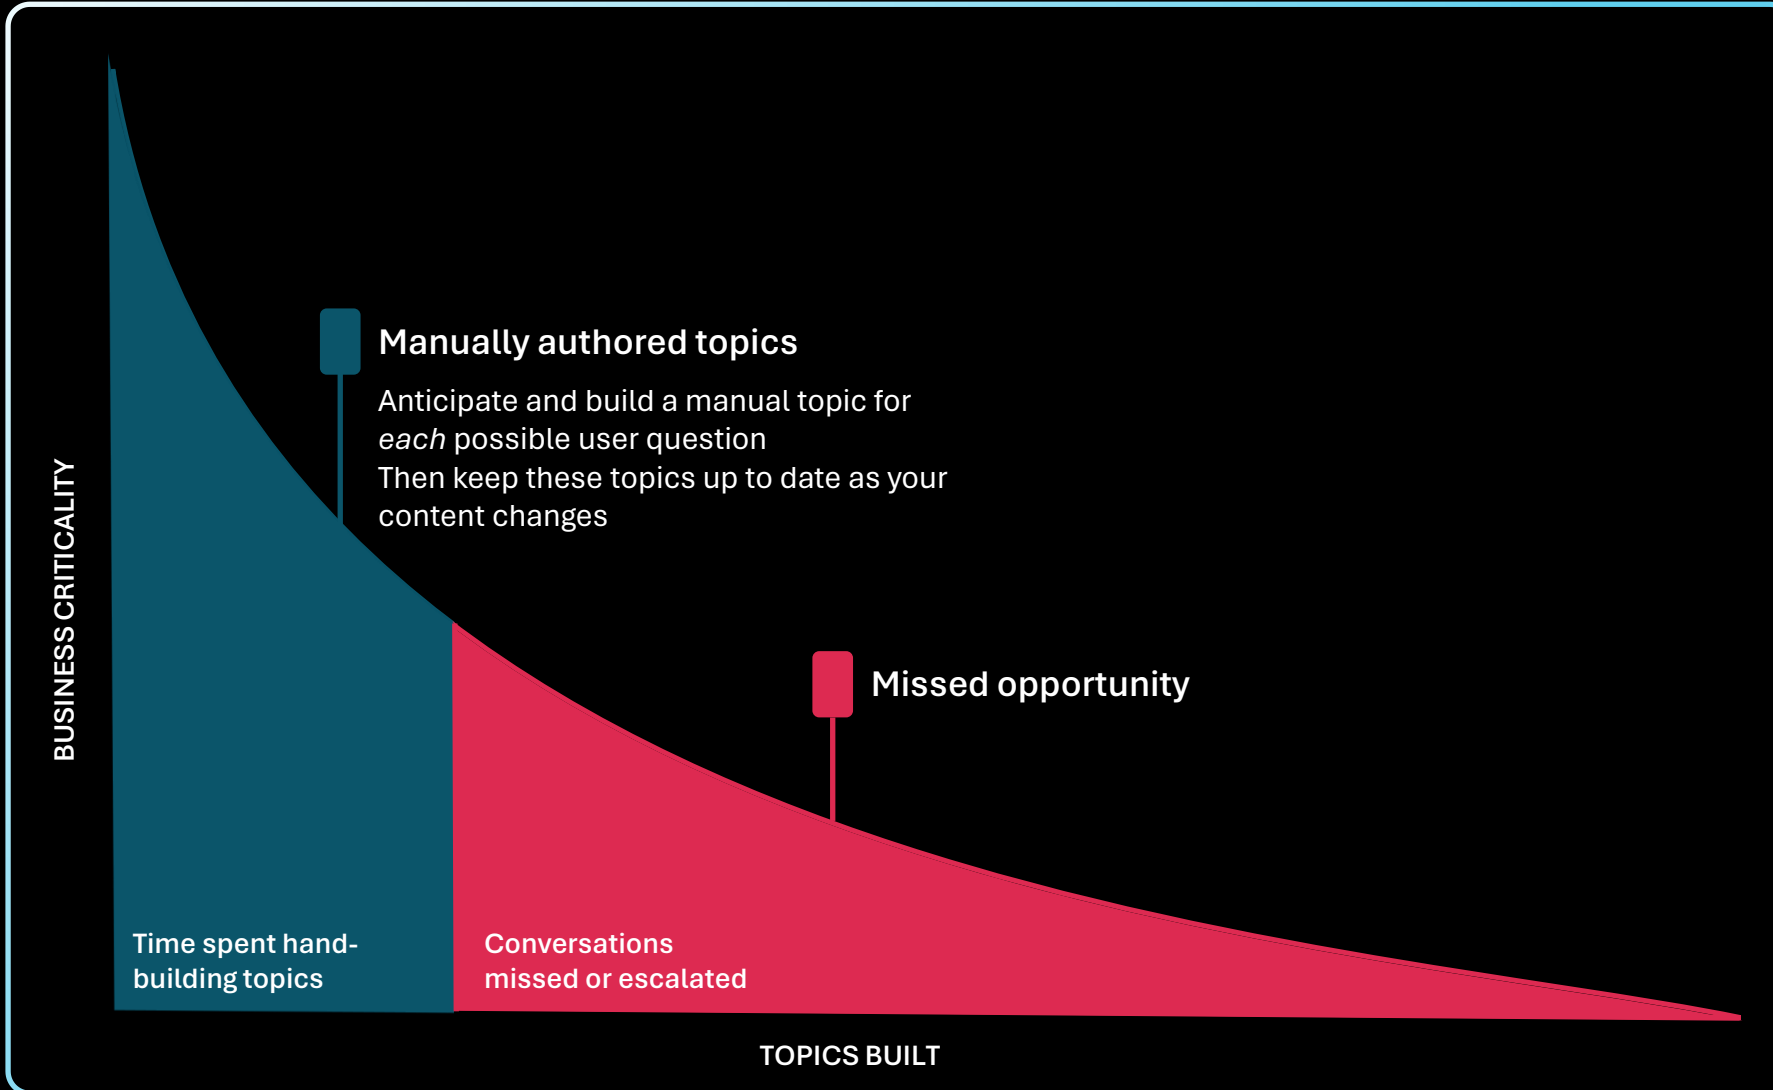 Manually authored topics
Anticipate and build a manual topic for
each possible user question
Then keep these topics up to date as your
content changes
BUSINESS CRITICALITY
Missed opportunity
Time spent hand-
building topics
Conversations
missed or escalated
TOPICS BUILT